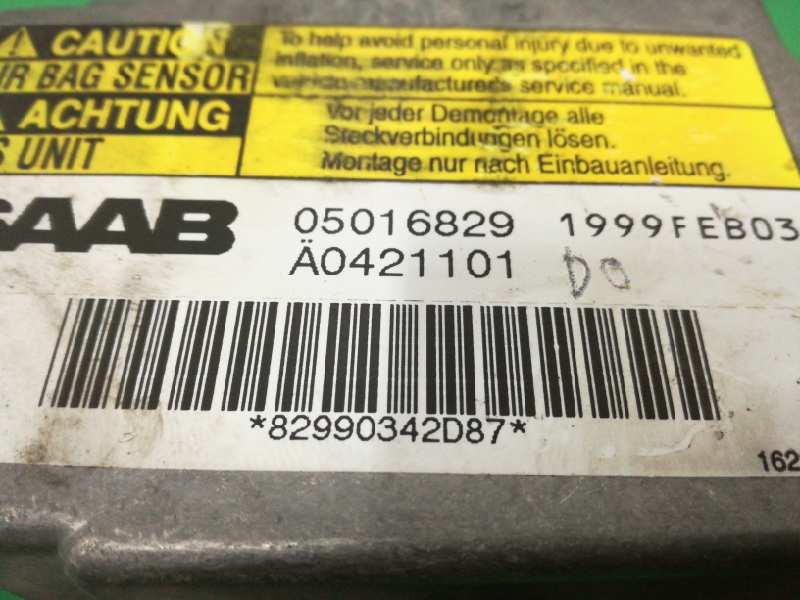 CAUTION
IR BAG SENSOR
To help avoid personal injury due to unwanted
inflation, service only as specified in the
vehicle manufacturer's service manual.
ACHTUNG
S UNIT
Vor jeder Demontage alle
Steckverbindungen lösen.
Montage nur nach Einbauanleitung.
SAAB
05016829 1999FEB03
Ä0421101 DO
*82990342D87*
162